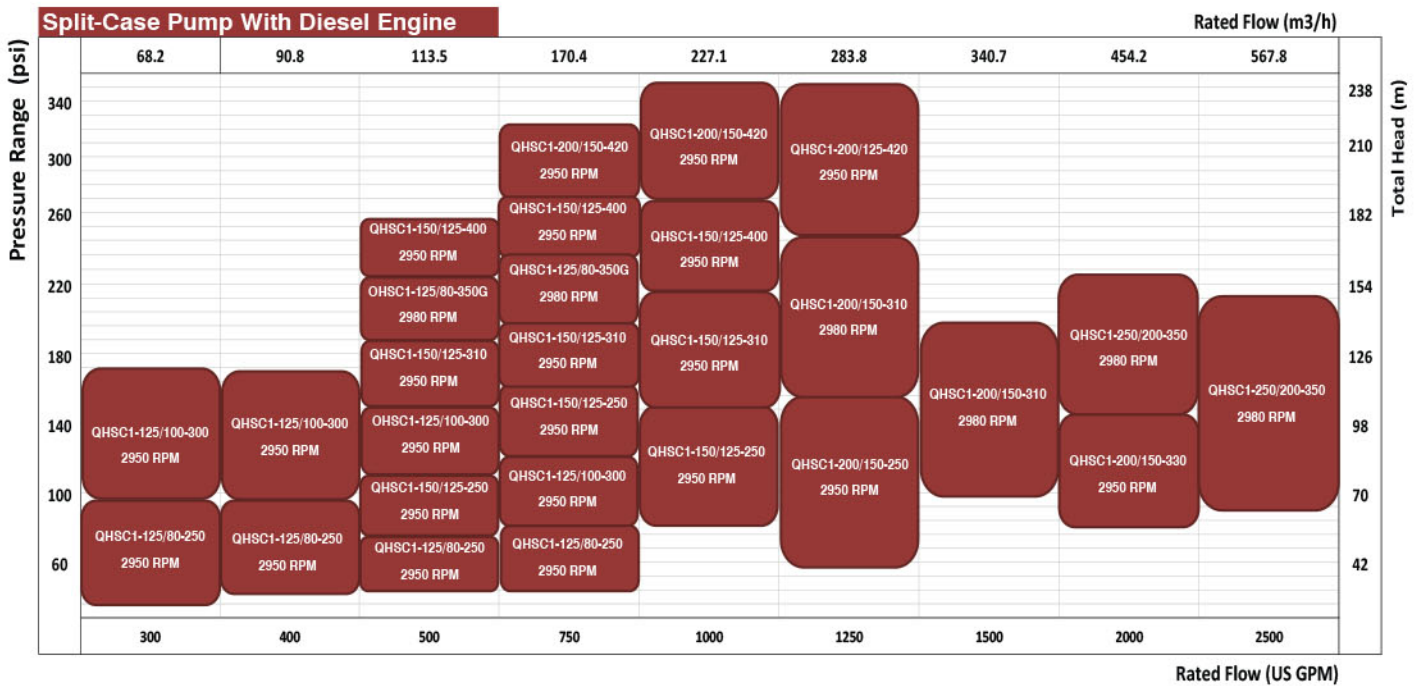 Split-Case Pump With Diesel Engine
Rated Flow (m3/h)
68.2 90.8 113.5 170.4 227.1 283.8 340.7 454.2 567.8
Pressure Range (psi)
340
300
260
220
180
140
100
60
QHSC1-125/100-300
2950 RPM
QHSC1-125/80-250
2950 RPM
QHSC1-125/100-300
2950 RPM
QHSC1-125/80-250
2950 RPM
QHSC1-150/125-400
2950 RPM
OHSC1-125/80-350G
2980 RPM
QHSC1-150/125-310
2950 RPM
OHSC1-125/100-300
2950 RPM
QHSC1-150/125-250
2950 RPM
QHSC1-125/80-250
2950 RPM
QHSC1-200/150-420
2950 RPM
QHSC1-150/125-400
2950 RPM
QHSC1-125/80-350G
2980 RPM
QHSC1-150/125-310
2950 RPM
QHSC1-150/125-250
2950 RPM
QHSC1-125/100-300
2950 RPM
QHSC1-125/80-250
2950 RPM
QHSC1-200/150-420
2950 RPM
QHSC1-150/125-400
2950 RPM
QHSC1-150/125-310
2950 RPM
QHSC1-150/125-250
2950 RPM
QHSC1-200/125-420
2950 RPM
QHSC1-200/150-310
2980 RPM
QHSC1-200/150-250
2950 RPM
QHSC1-200/150-310
2980 RPM
QHSC1-250/200-350
2980 RPM
QHSC1-200/150-330
2950 RPM
QHSC1-250/200-350
2980 RPM
238
210
182
154
126
98
70
42
Total Head (m)
300 400 500 750 1000 1250 1500 2000 2500
Rated Flow (US GPM)